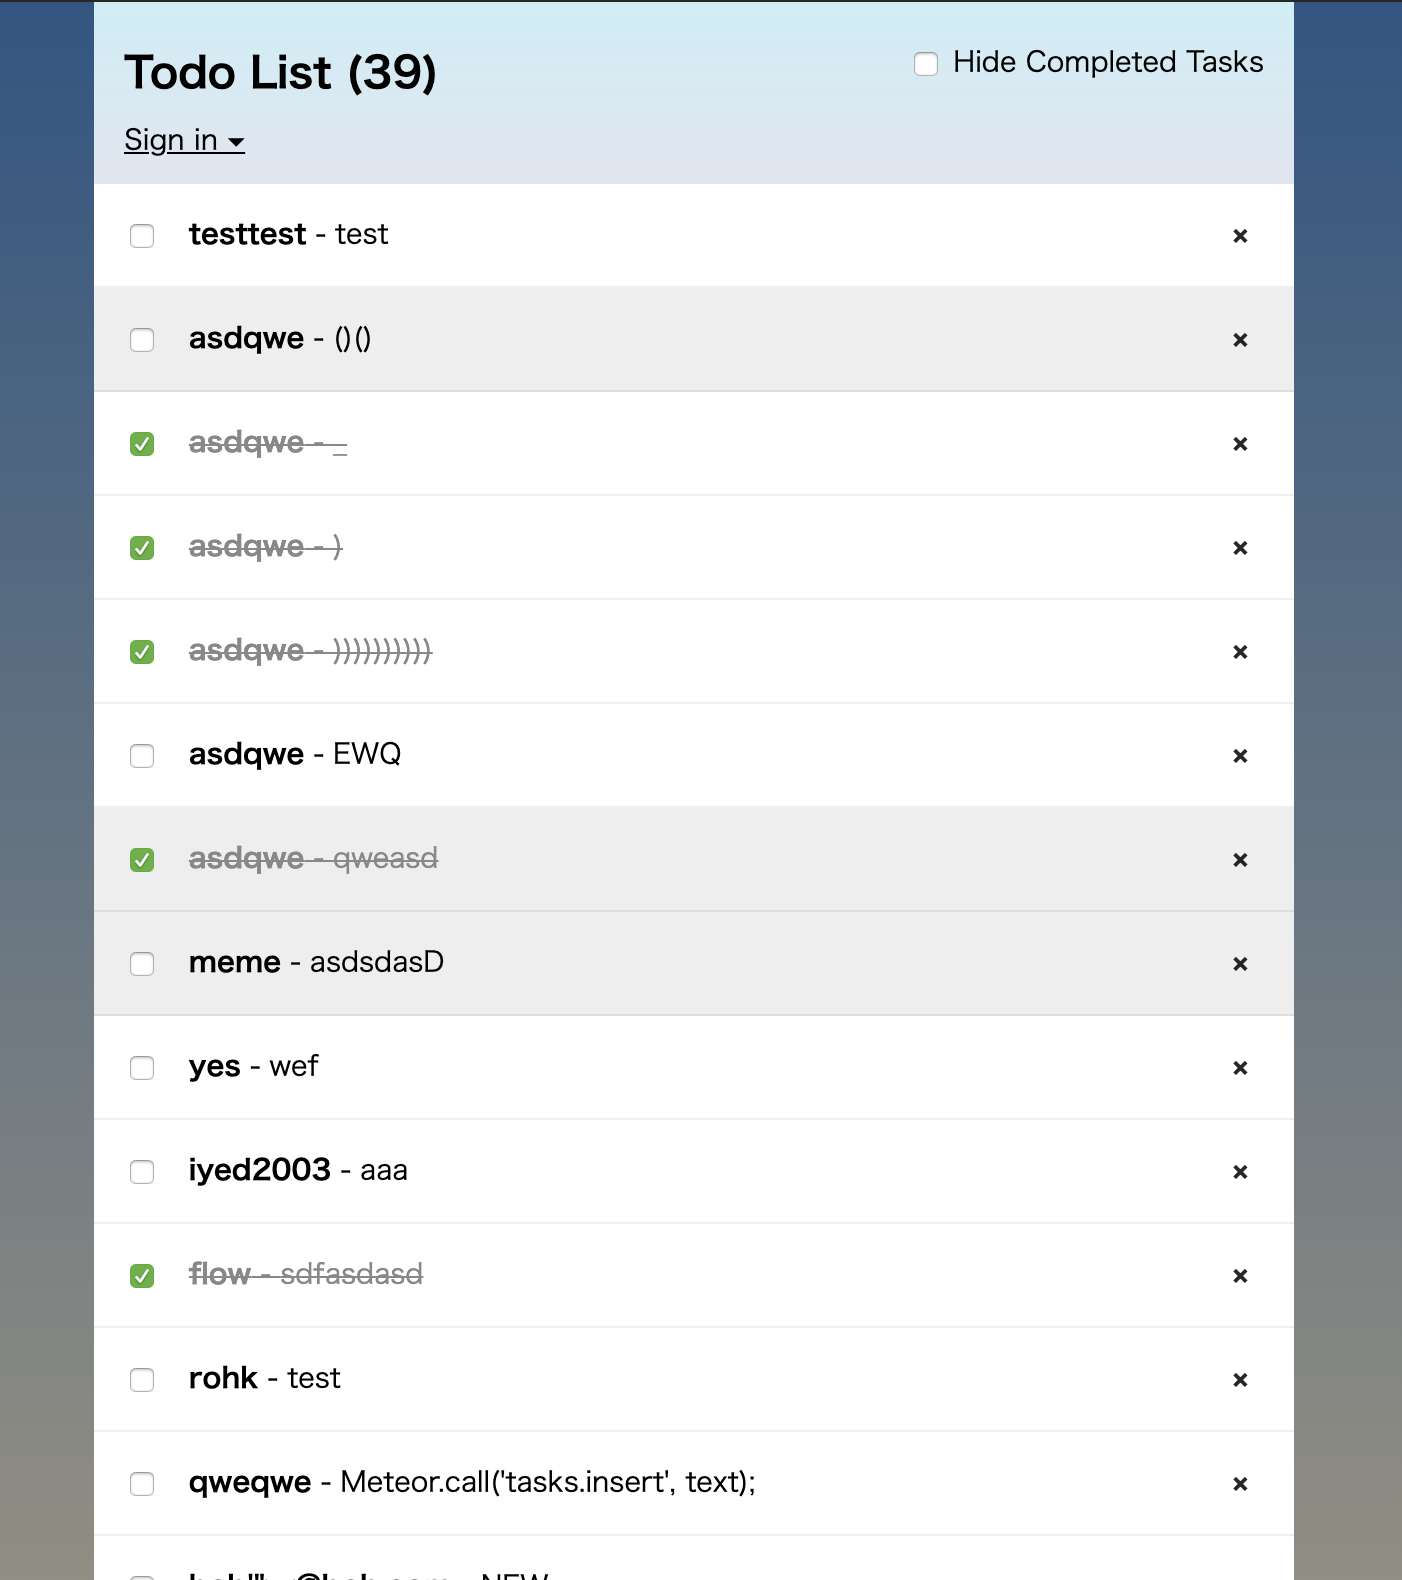 Todo List (39)
Hide Completed Tasks
Sign in
testtest - test
asdqwe - ()()
asdqwe - _
asdqwe - )
asdqwe - ))))))))))
asdqwe - EWQ
asdqwe - qweasd
meme - asdsdasD
yes - wef
iyed2003 - aaa
flow - sdfasdasd
rohk - test
qweqwe - Meteor.call('tasks.insert', text);
- NEW